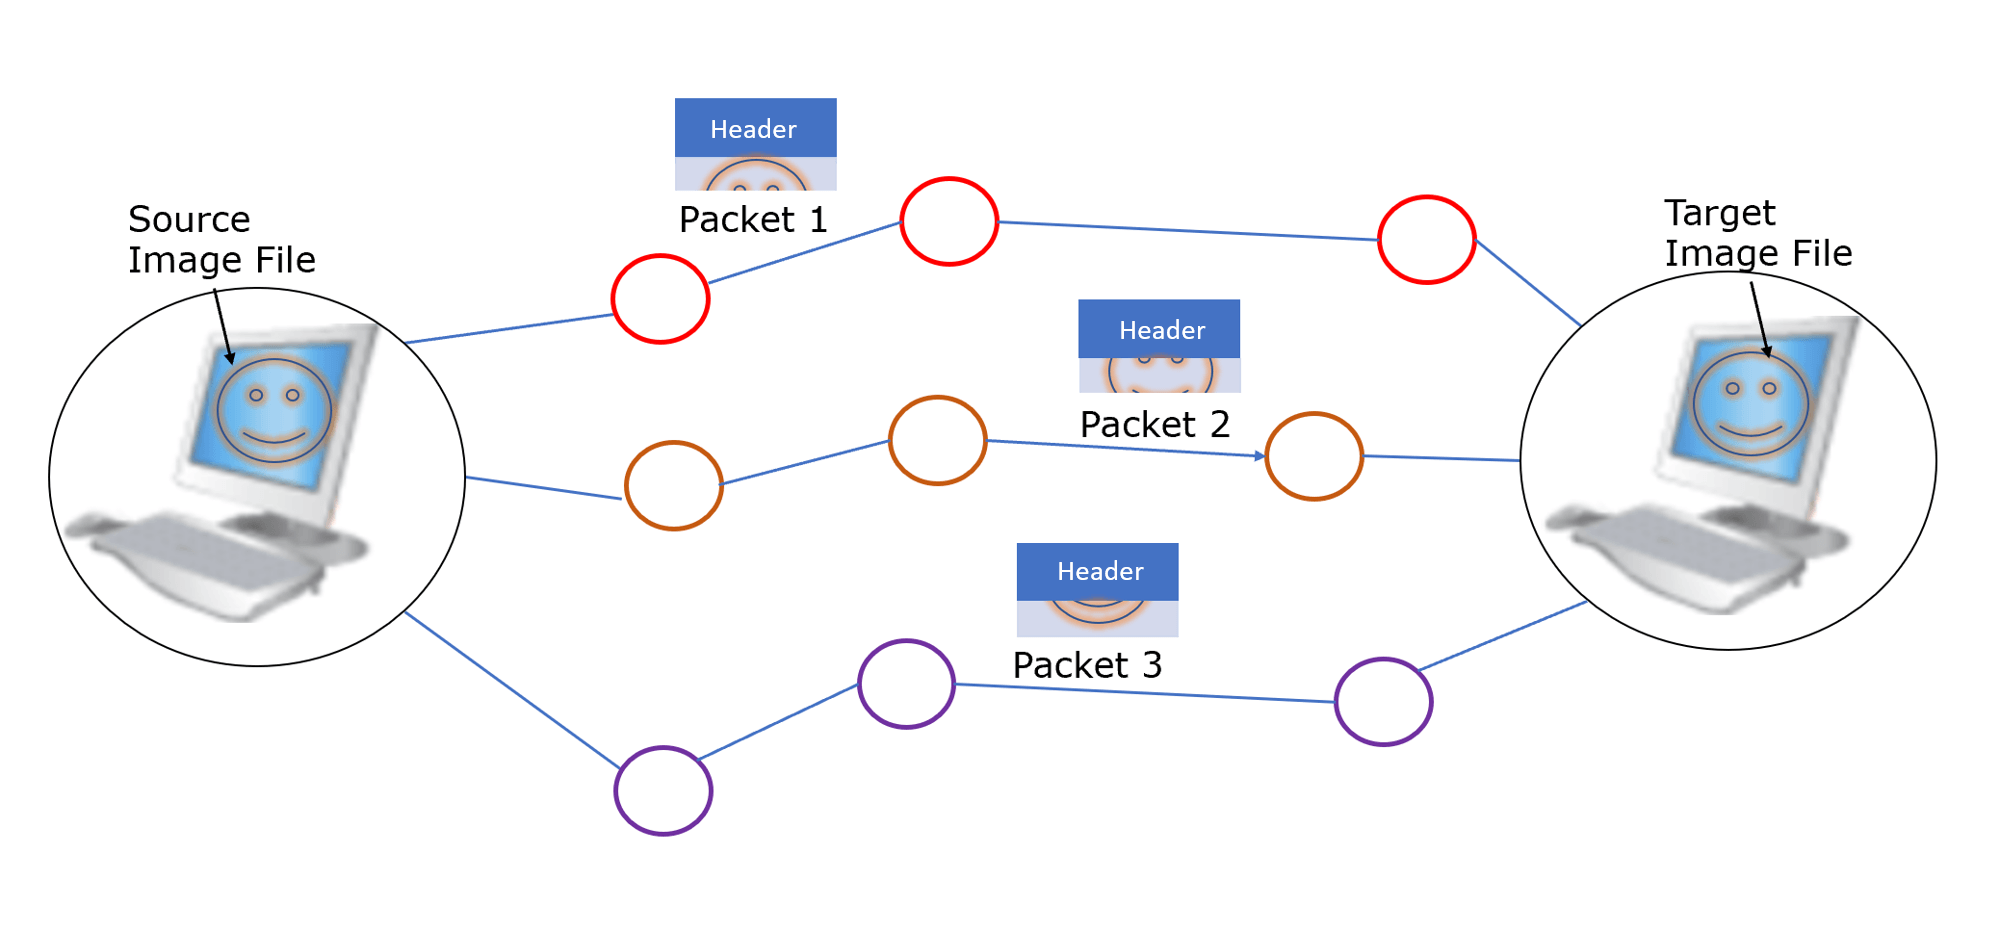 Header
Packet 1
Source
Image File
Target
Image File
Header
Packet 2
Header
Packet 3